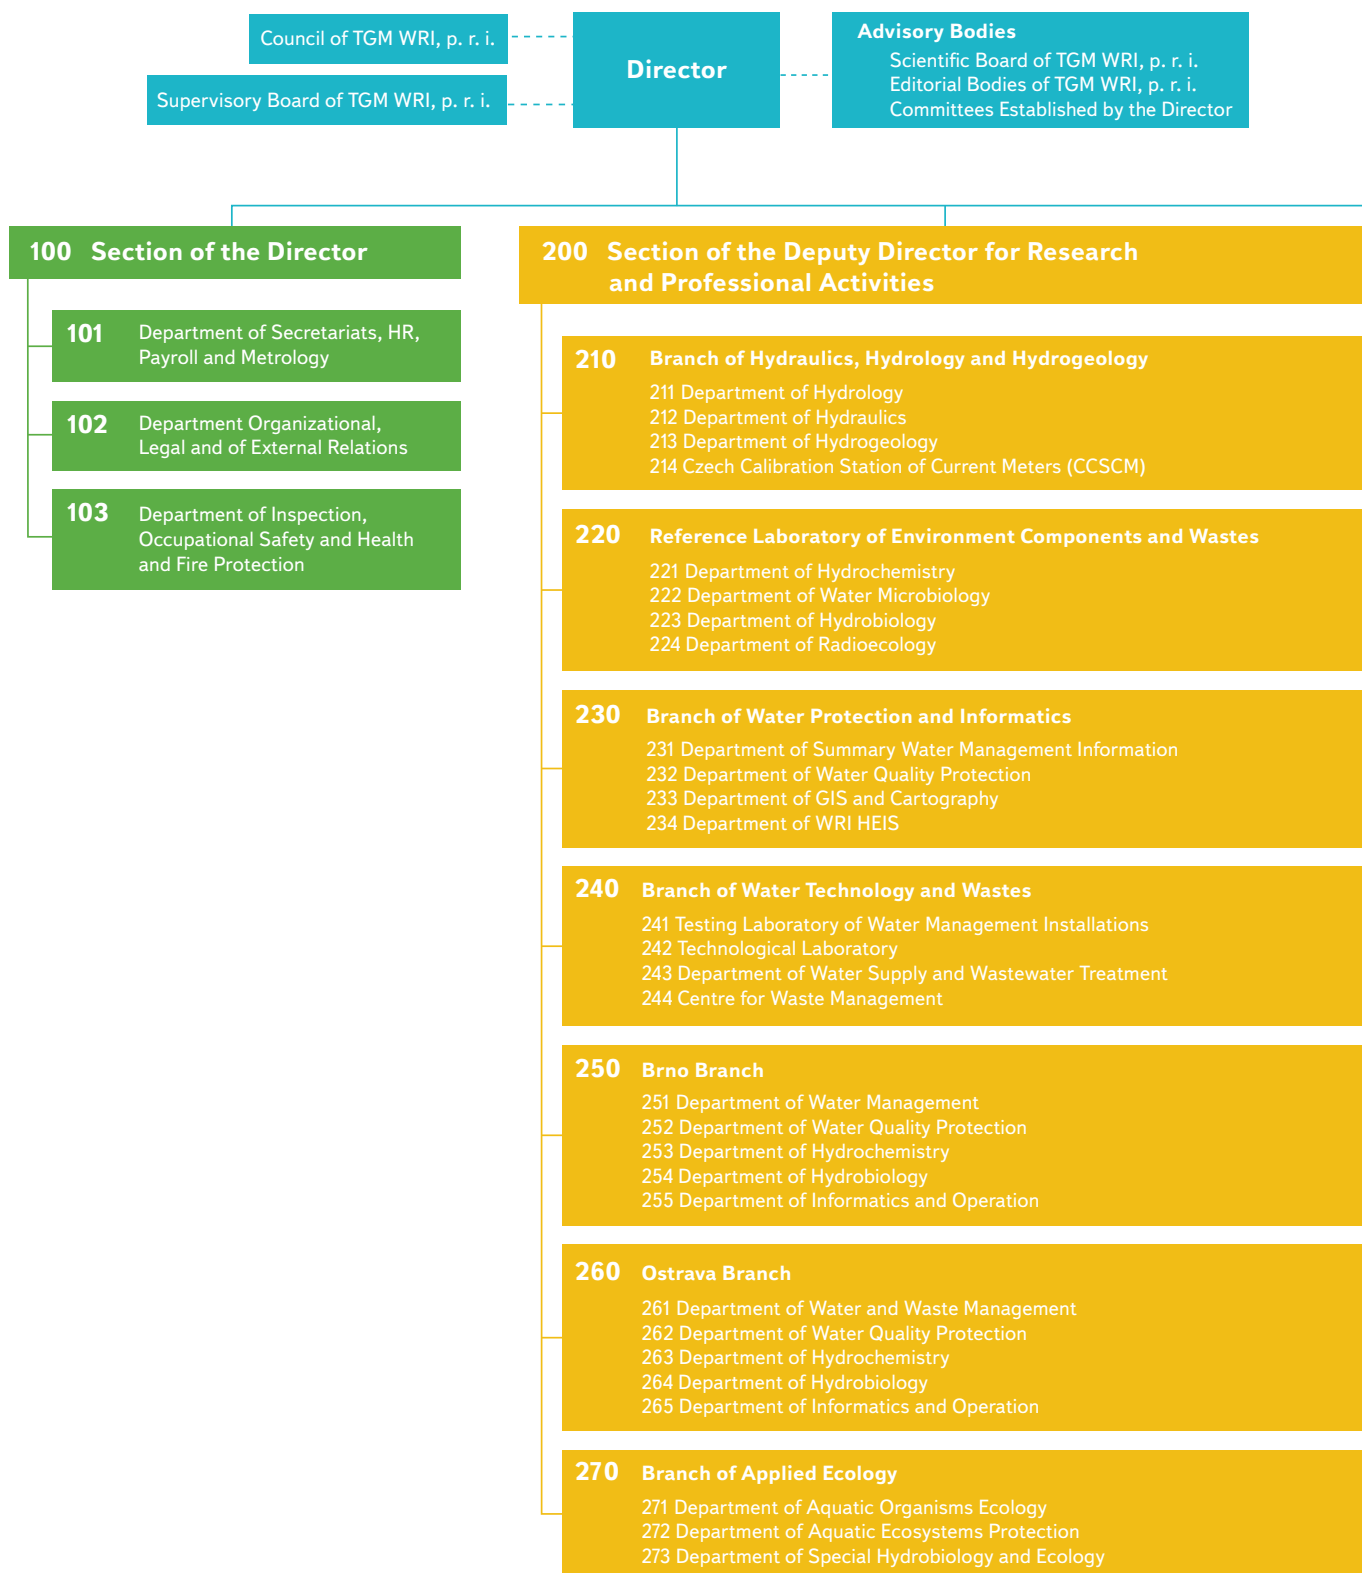 Council of TGM WRI, p. r. i.
Supervisory Board of TGM WRI, p. r. i.
Director
Advisory Bodies
Scientific Board of TGM WRI, p. r. i.
Editorial Bodies of TGM WRI, p. r. i.
Committees Established by the Director
100 Section of the Director
101 Department of Secretariats, HR,
Payroll and Metrology
102 Department Organizational,
Legal and of External Relations
103 Department of Inspection,
Occupational Safety and Health
and Fire Protection
200 Section of the Deputy Director for Research
and Professional Activities
210 Branch of Hydraulics, Hydrology and Hydrogeology
211 Department of Hydrology
212 Department of Hydraulics
213 Department of Hydrogeology
214 Czech Calibration Station of Current Meters (CCSCM)
220 Reference Laboratory of Environment Components and Wastes
221 Department of Hydrochemistry
222 Department of Water Microbiology
223 Department of Hydrobiology
224 Department of Radioecology
230 Branch of Water Protection and Informatics
231 Department of Summary Water Management Information
232 Department of Water Quality Protection
233 Department of GIS and Cartography
234 Department of WRI HEIS
240 Branch of Water Technology and Wastes
241 Testing Laboratory of Water Management Installations
242 Technological Laboratory
243 Department of Water Supply and Wastewater Treatment
244 Centre for Waste Management
250 Brno Branch
251 Department of Water Management
252 Department of Water Quality Protection
253 Department of Hydrochemistry
254 Department of Hydrobiology
255 Department of Informatics and Operation
260 Ostrava Branch
261 Department of Water and Waste Management
262 Department of Water Quality Protection
263 Department of Hydrochemistry
264 Department of Hydrobiology
265 Department of Informatics and Operation
270 Branch of Applied Ecology
271 Department of Aquatic Organisms Ecology
272 Department of Aquatic Ecosystems Protection
273 Department of Special Hydrobiology and Ecology